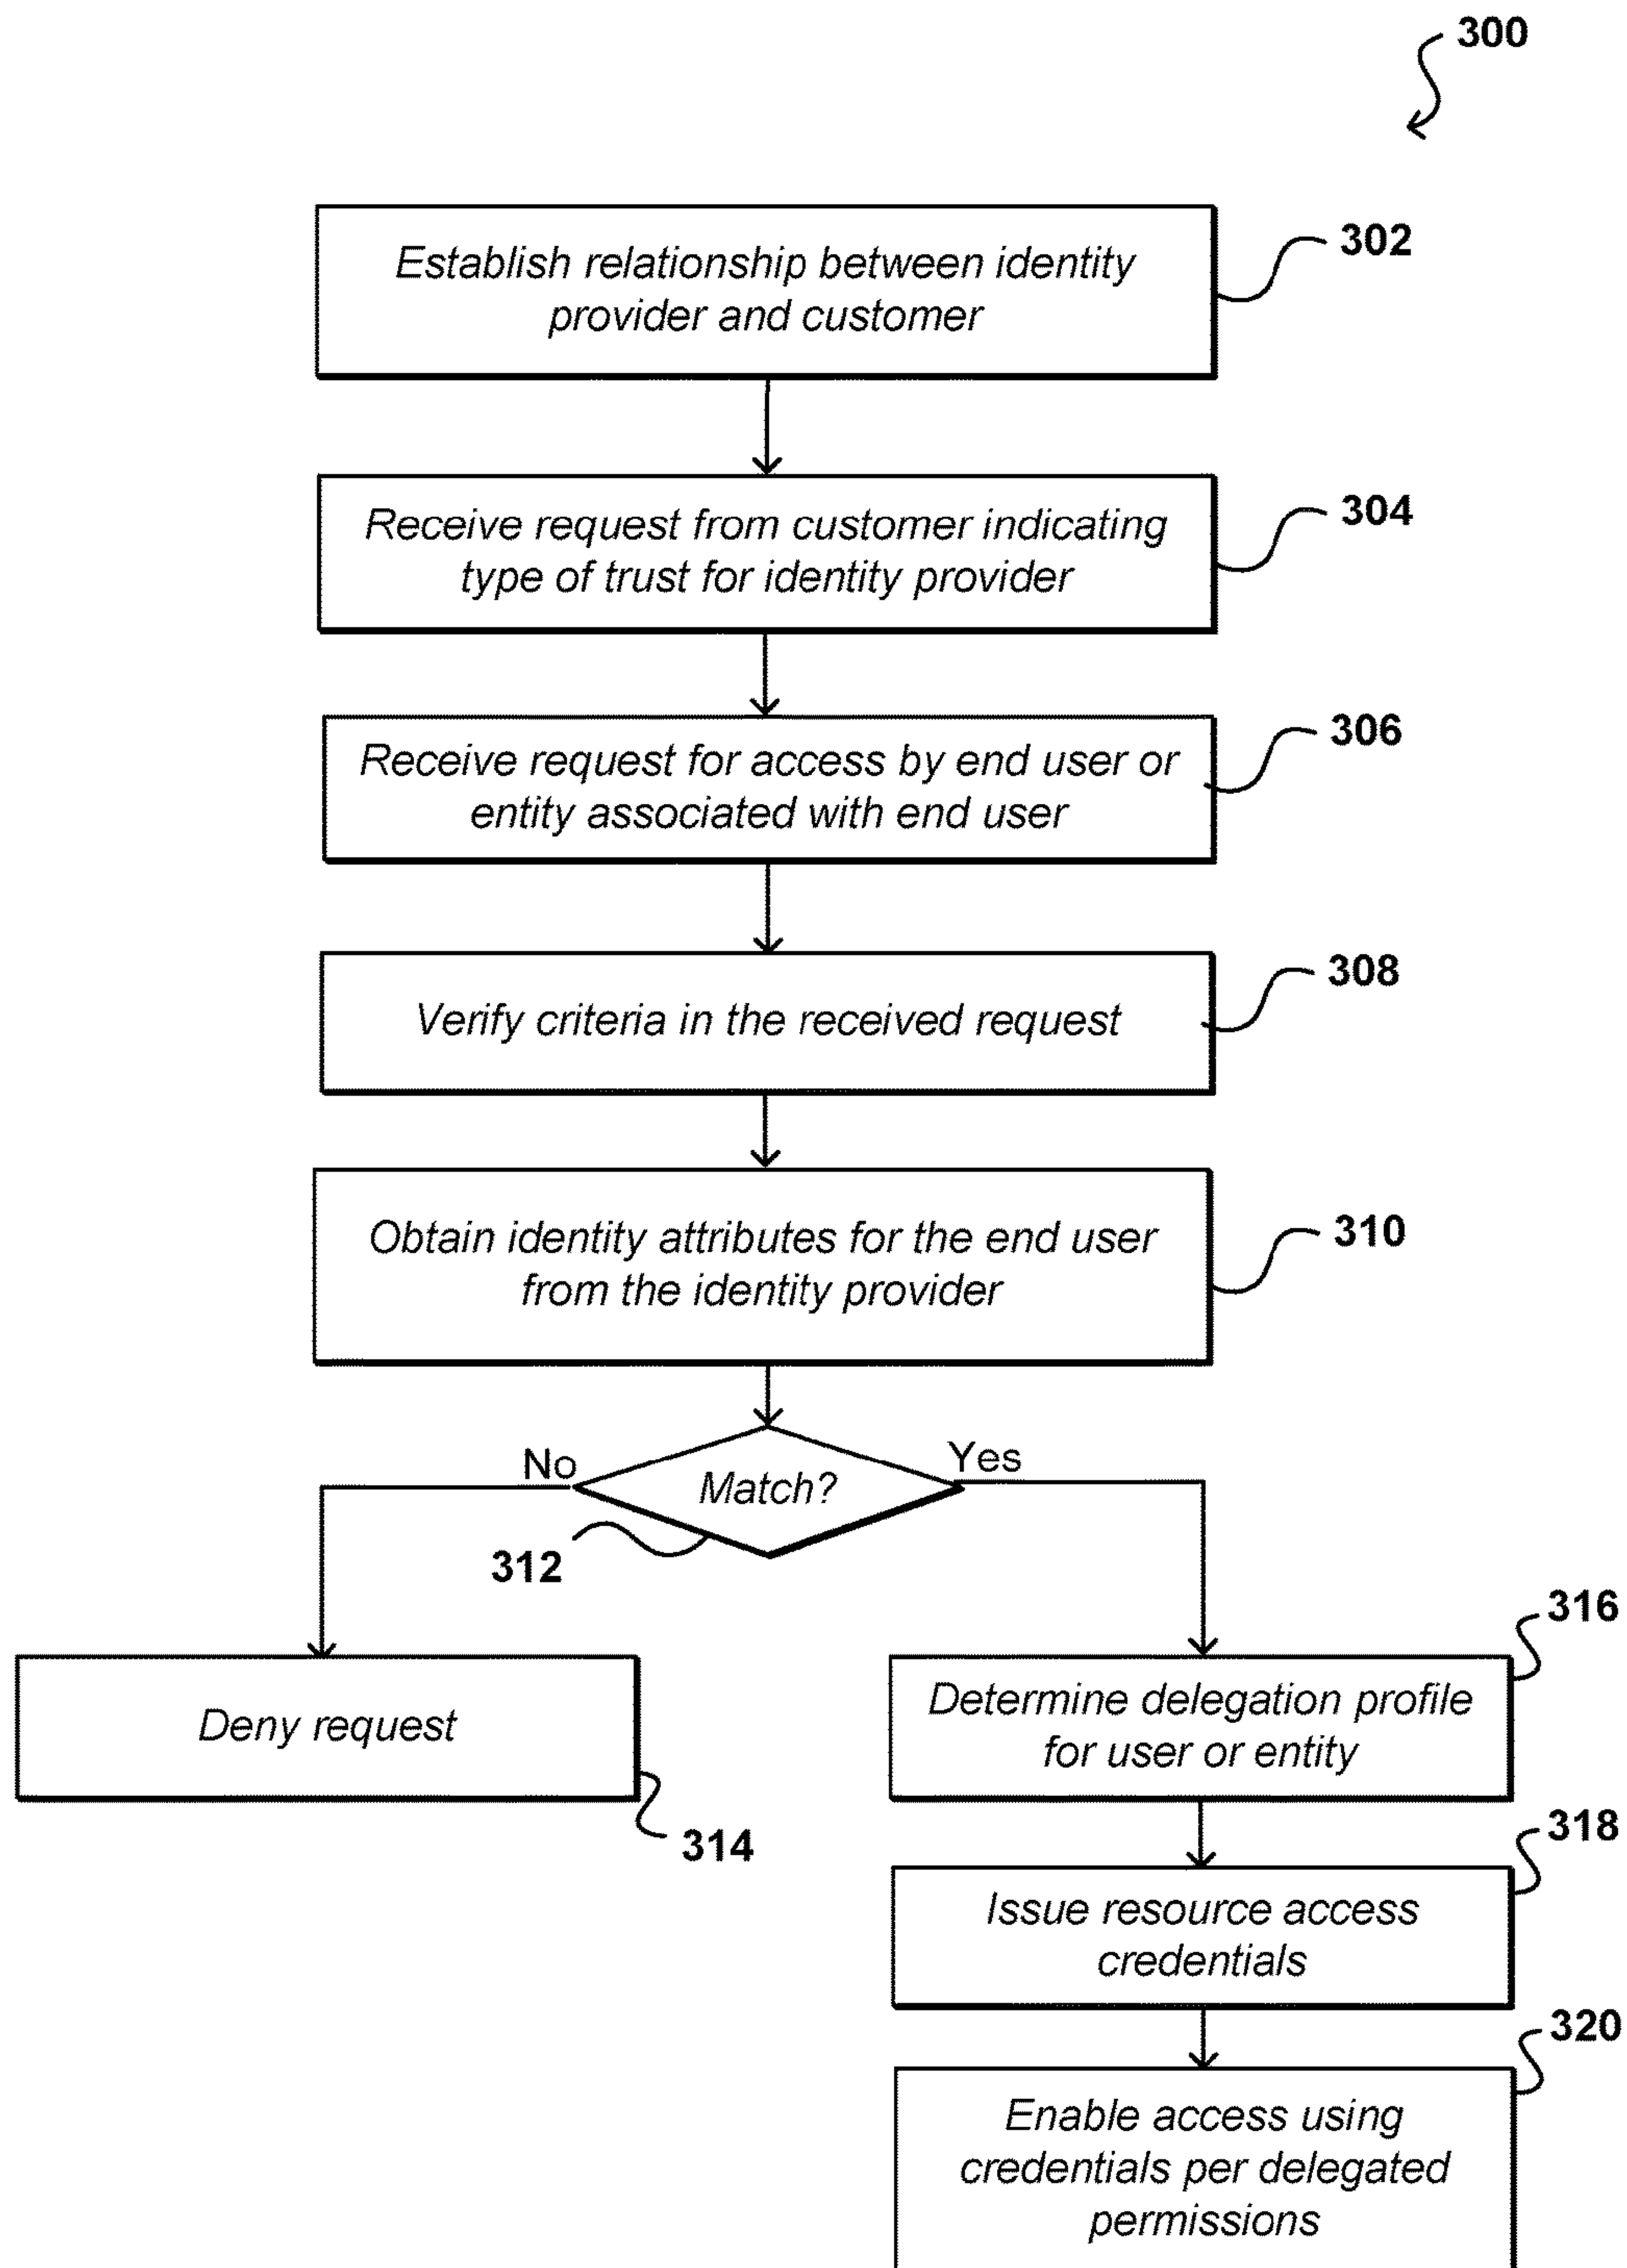 300
Establish relationship between identity
provider and customer
302
Receive request from customer indicating
type of trust for identity provider
304
Receive request for access by end user or
entity associated with end user
306
Verify criteria in the received request
308
Obtain identity attributes for the end user
from the identity provider
310
No
Match?
Yes
312
Deny request
314
Determine delegation profile
for user or entity
316
Issue resource access
credentials
318
Enable access using
credentials per delegated
permissions
320